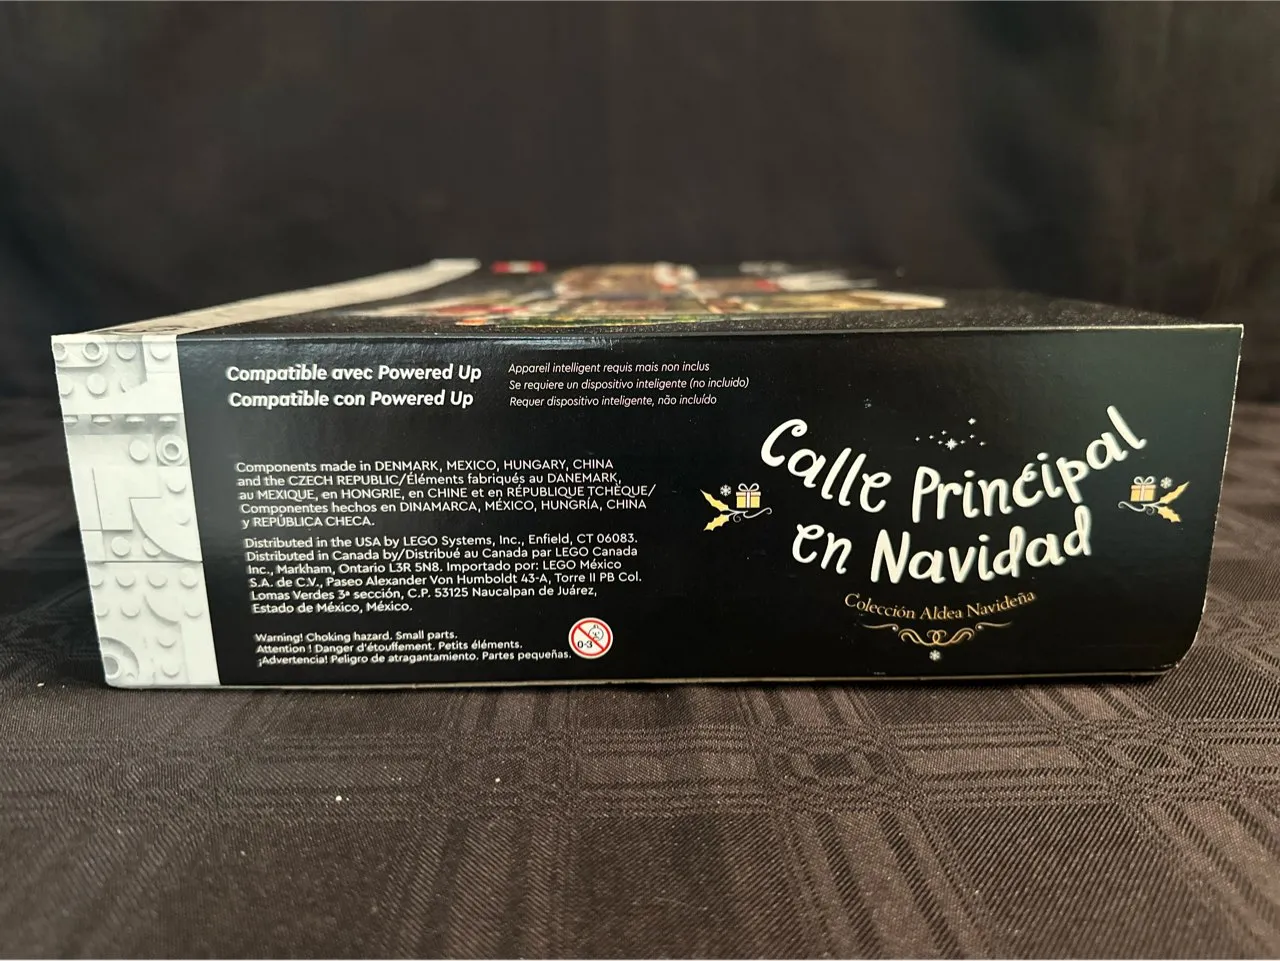 Compatible avec Powered Up
Compatible con Powered Up
Appareil intelligent requis mais non inclus
Se requiere un dispositivo inteligente (no incluido)
Requer dispositivo inteligente, não incluído
Components made in DENMARK, MEXICO, HUNGARY, CHINA
and the CZECH REPUBLIC/Éléments fabriqués au DANEMARK,
au MEXIQUE, en HONGRIE, en CHINE et en RÉPUBLIQUE TCHÈQUE/
Componentes hechos en DINAMARCA, MÉXICO, HUNGRÍA, CHINA
y REPÚBLICA CHECA.
Distributed in the USA by LEGO Systems, Inc., Enfield, CT 06083.
Distributed in Canada by/Distribué au Canada par LEGO Canada
Inc., Markham, Ontario L3R 5N8. Importado por: LEGO México
S.A. de C.V., Paseo Alexander Von Humboldt 43-A, Torre II PB Col.
Lomas Verdes 3ª sección, C.P. 53125 Naucalpan de Juárez,
Estado de México, México.
Warning! Choking hazard. Small parts.
Attention ! Danger d'étouffement. Petits éléments.
¡Advertencia! Peligro de atragantamiento. Partes pequeñas.
0-3
Calle Principal
en Navidad
Colección Aldea Navideña